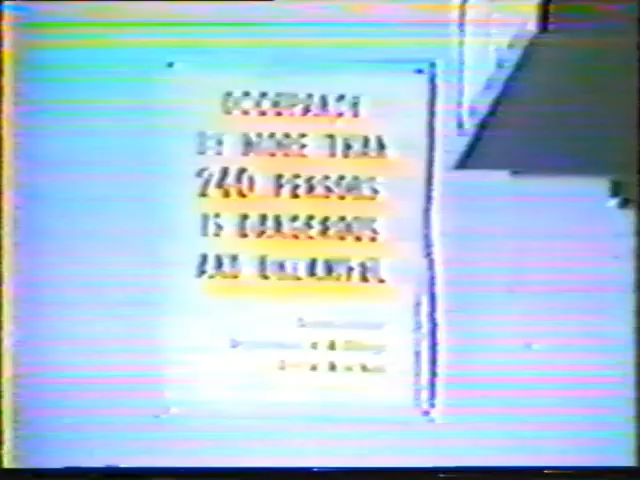 OCCUPANCY
BY MORE THAN
240 PERSONS
IS DANGEROUS
AND UNLAWFUL